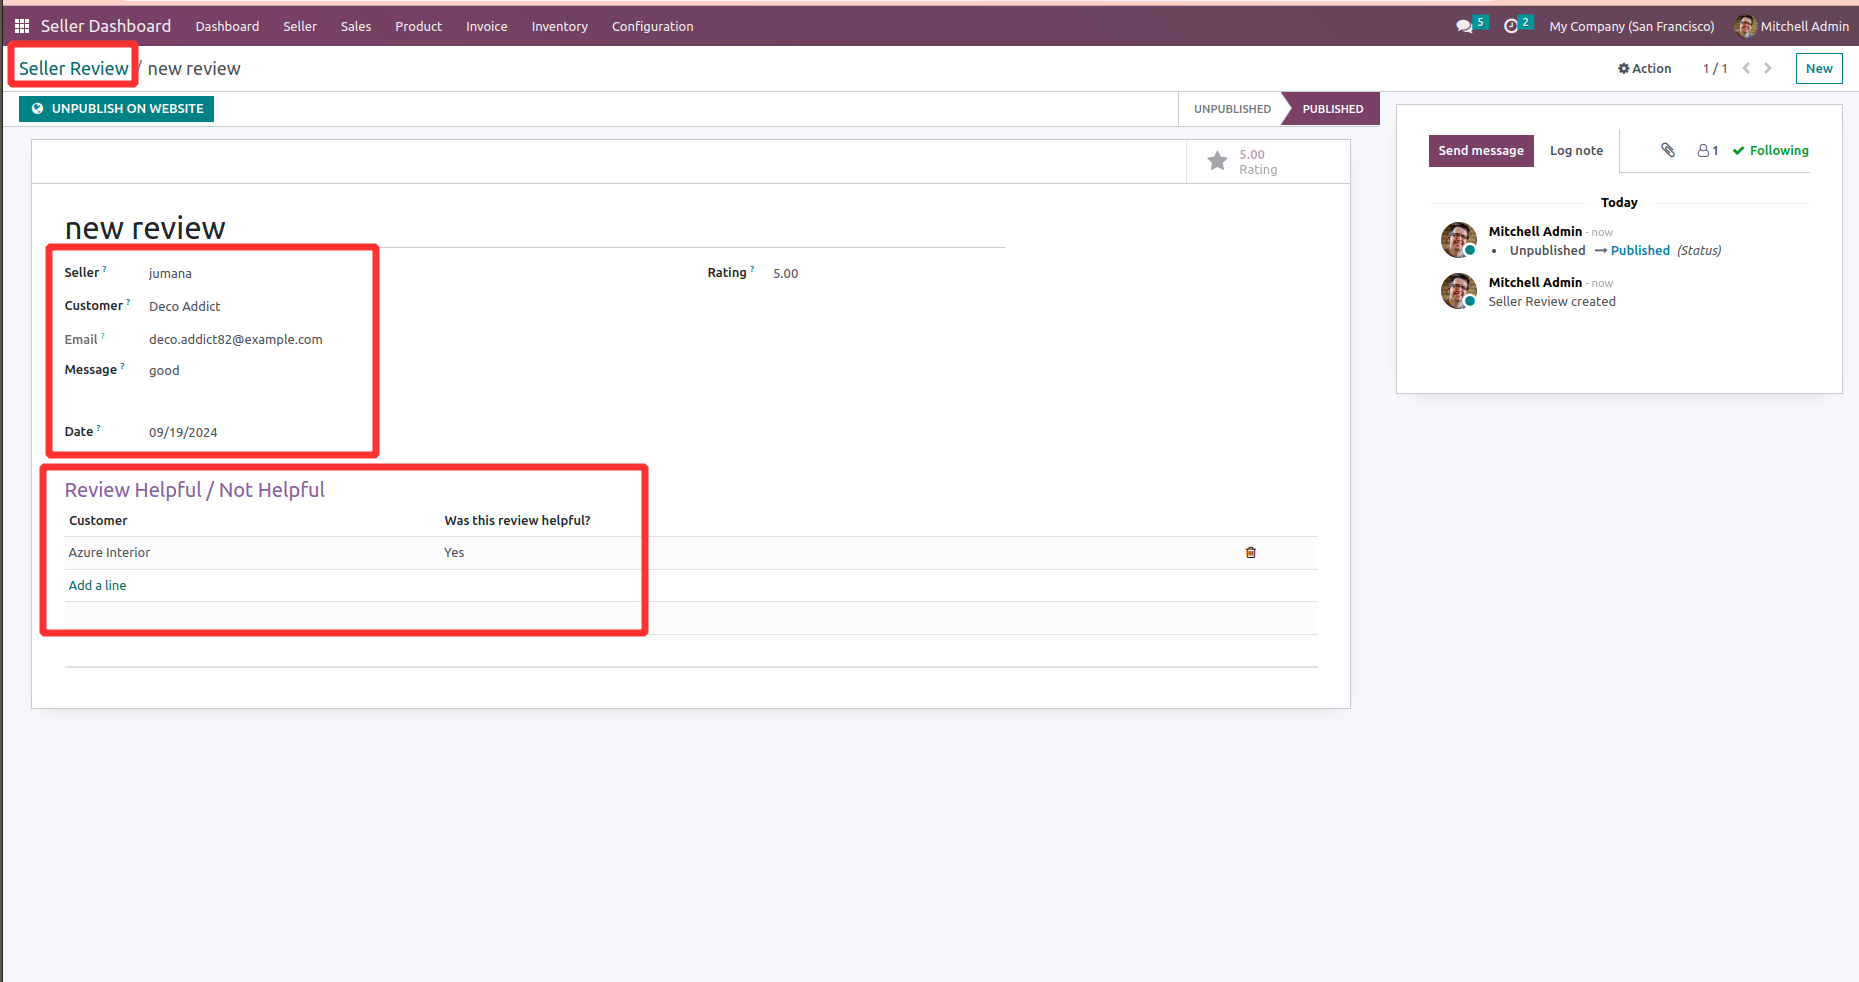 Seller Dashboard Dashboard Seller Sales Product Invoice Inventory Configuration 5 2 My Company (San Francisco) Mitchell Admin
Seller Review / new review Action 1 / 1 New
UNPUBLISH ON WEBSITE UNPUBLISHED PUBLISHED
5.00
Rating
new review
Seller ? jumana Rating ? 5.00
Customer ? Deco Addict
Email ? deco.addict82@example.com
Message ? good
Date ? 09/19/2024
Review Helpful / Not Helpful
Customer Was this review helpful?
Azure Interior Yes
Add a line
Send message Log note 1 Following
Today
Mitchell Admin - now
• Unpublished → Published (Status)
Mitchell Admin - now
Seller Review created